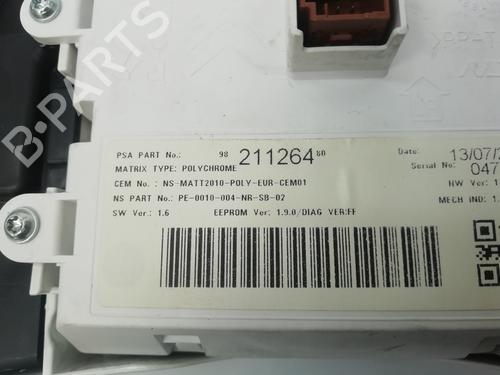 B-PARTS
PSA PART No.: 98 211264 80
Date: 13/07/2
MATRIX TYPE: POLYCHROME
Serial No.: 047
CEM No.: NS-MATT2010-POLY-EUR-CEM01
HW Ver.: 1
NS PART No.: PE-0010-004-NR-SB-02
MECH IND: 1.
SW Ver.: 1.6 EEPROM Ver: 1.9.0/DIAG VER:FF